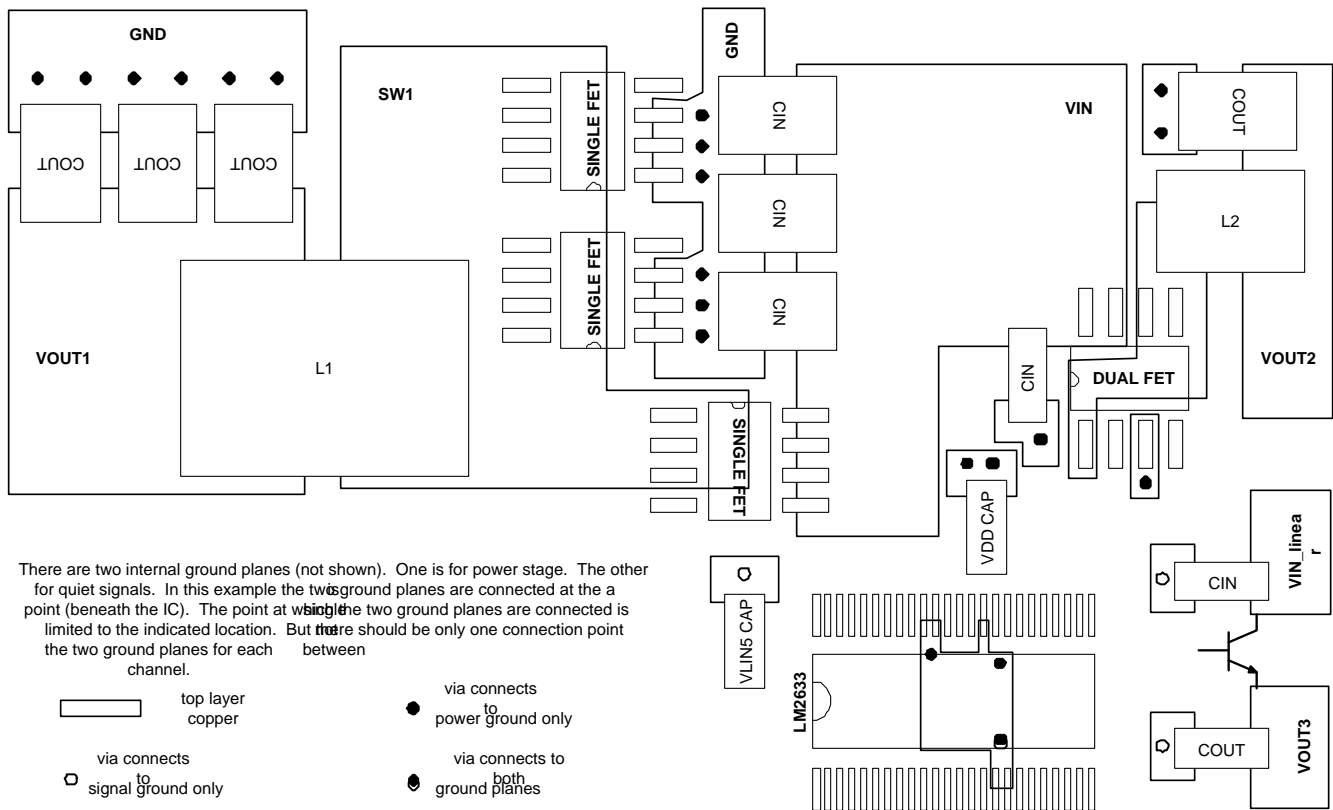 GND
SW1
GND
VIN
COUT
COUT
COUT
COUT
SINGLE FET
CIN
CIN
CIN
SINGLE FET
L2
VOUT1
L1
CIN
DUAL FET
VOUT2
SINGLE FET
VDD CAP
VIN_linea
r
CIN
There are two internal ground planes (not shown). One is for power stage. The other
is
for quiet signals. In this example the two ground planes are connected at the a
single
point (beneath the IC). The point at which the two ground planes are connected is
not
limited to the indicated location. But there should be only one connection point
between
the two ground planes for each
channel.
VLIN5 CAP
LM2633
COUT
VOUT3
top layer
copper
via connects
to
power ground only
via connects
to
signal ground only
via connects to
both
ground planes